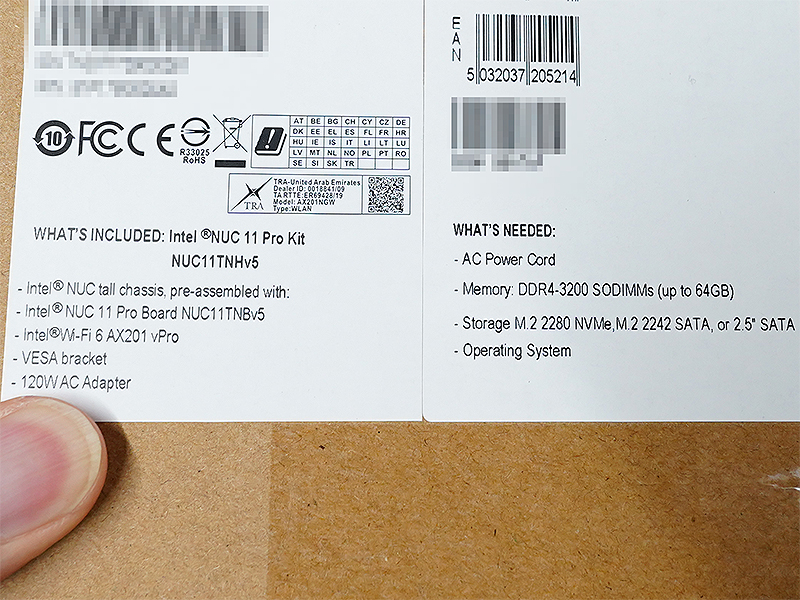 10 FCC CE
R33025
RoHS
AT BE BG CH CY CZ DE
DK EE EL ES FL FR HR
HU IE IS IT LI LT LU
LV MT NL NO PL PT RO
SE SI SK TR
TRA
TRA-United Arab Emirates
Dealer ID: 0018841/09
TA RTTE:ER69428/19
Model: AX201NGW
Type:WLAN
WHAT'S INCLUDED: Intel ®NUC 11 Pro Kit
NUC11TNHv5
- Intel® NUC tall chassis, pre-assembled with:
- Intel® NUC 11 Pro Board NUC11TNBv5
- Intel®Wi-Fi 6 AX201 vPro
- VESA bracket
- 120W AC Adapter
EAN
5 032037 205214
WHAT'S NEEDED:
- AC Power Cord
- Memory: DDR4-3200 SODIMMs (up to 64GB)
- Storage M.2 2280 NVMe,M.2 2242 SATA, or 2.5" SATA
- Operating System